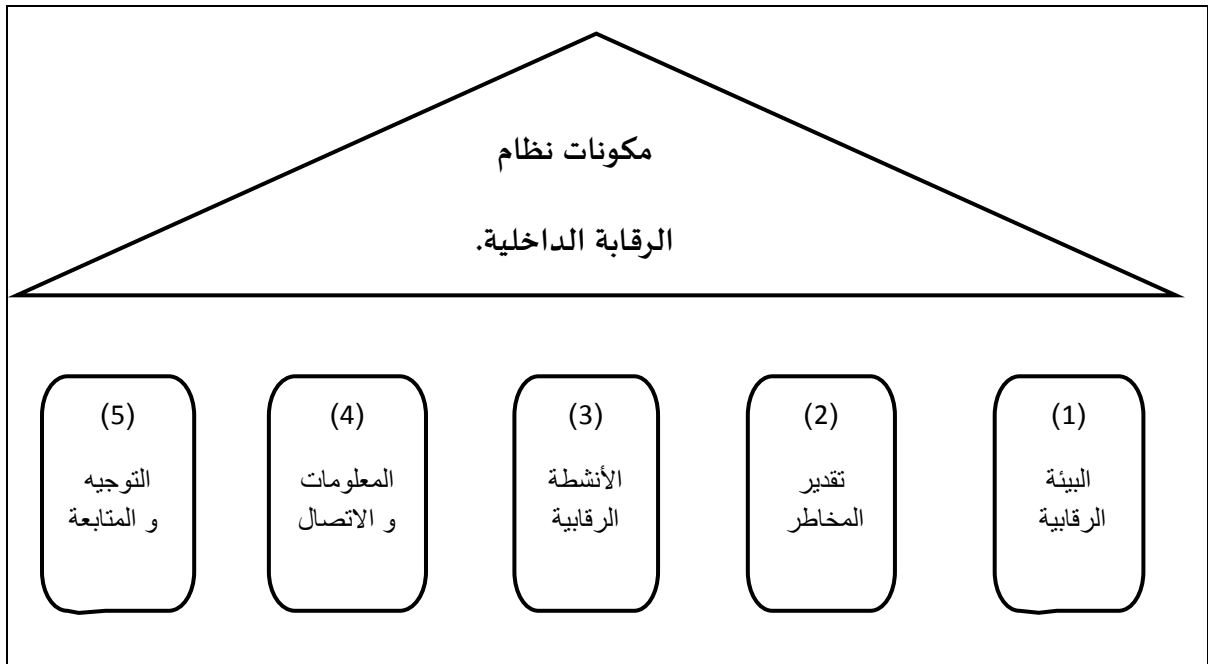 مكونات نظام
الرقابة الداخلية.
(1)
البيئة
الرقابية
(2)
تقدير
المخاطر
(3)
الأنشطة
الرقابية
(4)
المعلومات
و الاتصال
(5)
التوجيه
و المتابعة